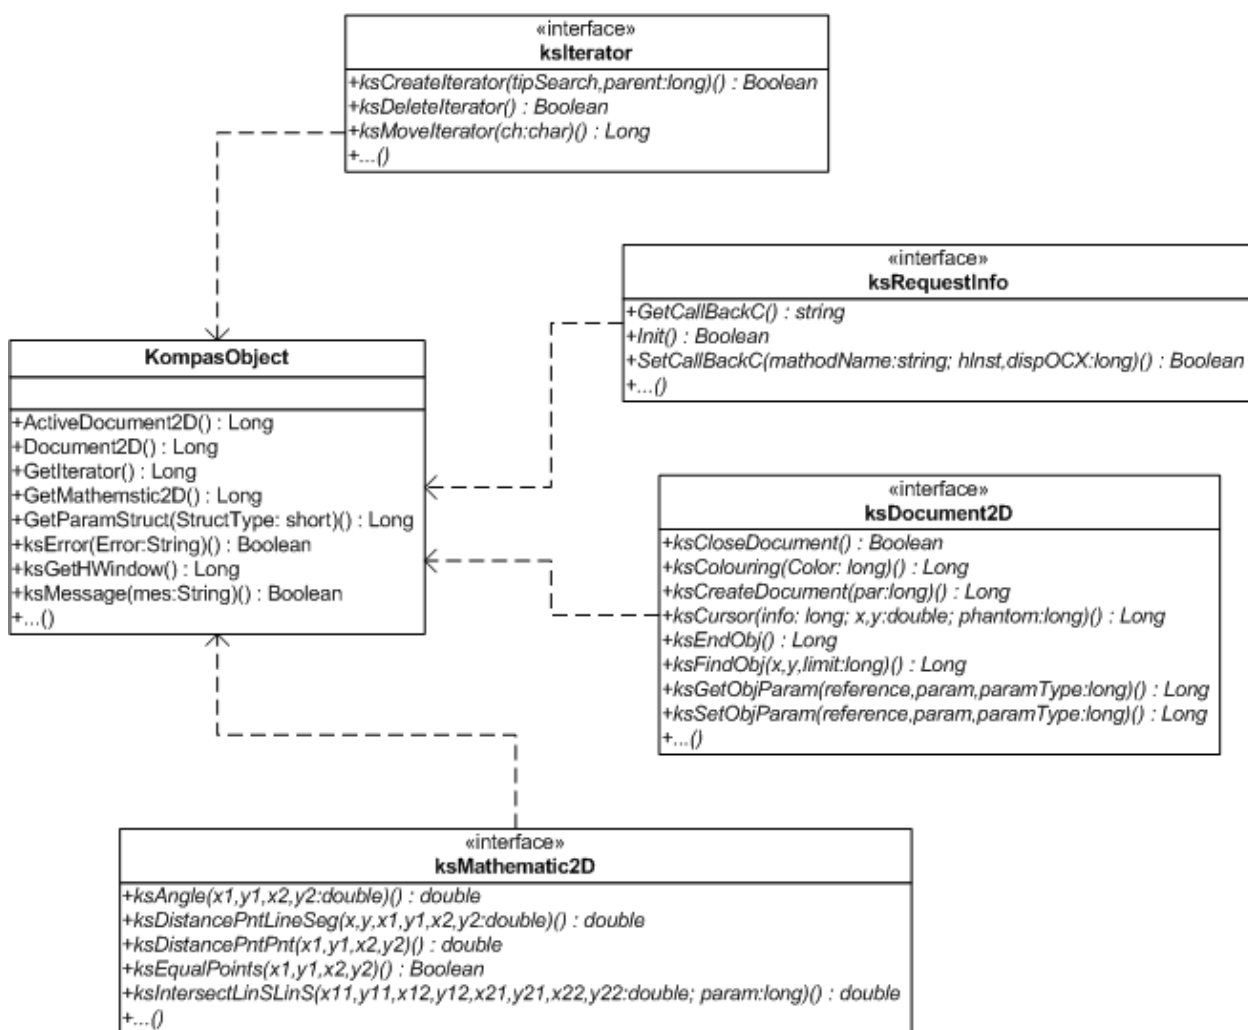 «interface»
ksIterator
+ksCreateIterator(tipSearch,parent:long)() : Boolean
+ksDeleteIterator() : Boolean
+ksMoveIterator(ch:char)() : Long
+...()
«interface»
ksRequestInfo
+GetCallBackC() : string
+Init() : Boolean
+SetCallBackC(mathodName:string; hInst,dispOCX:long)() : Boolean
+...()
KompasObject
+ActiveDocument2D() : Long
+Document2D() : Long
+GetIterator() : Long
+GetMathemstic2D() : Long
+GetParamStruct(StructType: short)() : Long
+ksError(Error:String)() : Boolean
+ksGetHWindow() : Long
+ksMessage(mes:String)() : Boolean
+...()
«interface»
ksDocument2D
+ksCloseDocument() : Boolean
+ksColouring(Color: long)() : Long
+ksCreateDocument(par:long)() : Long
+ksCursor(info: long; x,y:double; phantom:long)() : Long
+ksEndObj() : Long
+ksFindObj(x,y,limit:long)() : Long
+ksGetObjParam(reference,param,paramType:long)() : Long
+ksSetObjParam(reference,param,paramType:long)() : Long
+...()
«interface»
ksMathematic2D
+ksAngle(x1,y1,x2,y2:double)() : double
+ksDistancePntLineSeg(x,y,x1,y1,x2,y2:double)() : double
+ksDistancePntPnt(x1,y1,x2,y2)() : double
+ksEqualPoints(x1,y1,x2,y2)() : Boolean
+ksIntersectLinSLinS(x11,y11,x12,y12,x21,y21,x22,y22:double; param:long)() : double
+...()